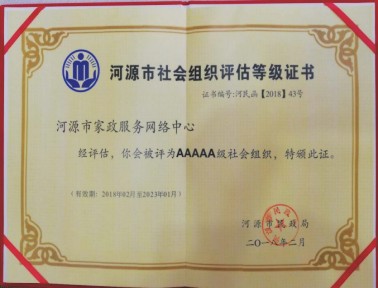 河源市社会组织评估等级证书
证书编号:河民函【2018】43号
河源市家政服务网络中心
经评估，你会被评为AAAAA级社会组织，特颁此证。
(有效期：2018年02月至2023年01月)
河源市民政局
二〇一八年二月